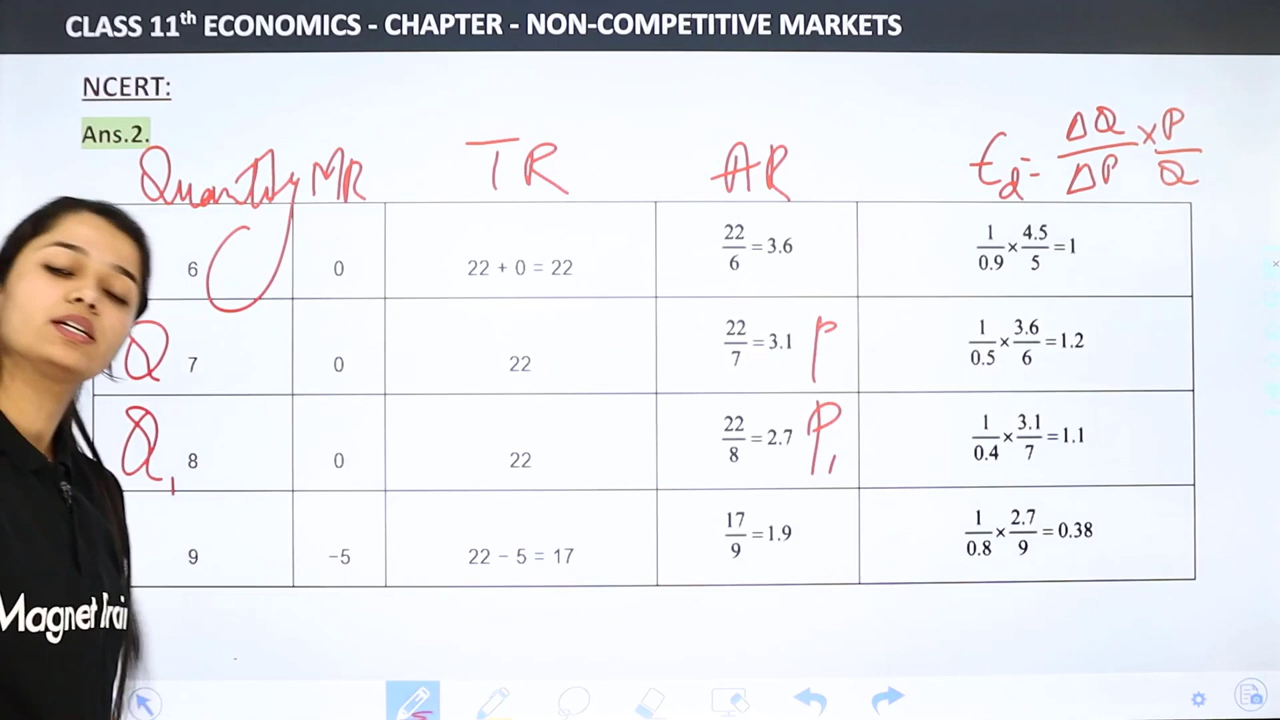 CLASS 11th ECONOMICS - CHAPTER - NON-COMPETITIVE MARKETS
NCERT:
Ans.2.
Quantity MR TR AR Ed = ΔQ/ΔP × P/Q
6 0 22 + 0 = 22 22/6 = 3.6 1/0.9 × 4.5/5 = 1
Q 7 0 22 22/7 = 3.1 P 1/0.5 × 3.6/6 = 1.2
Q1 8 0 22 22/8 = 2.7 P1 1/0.4 × 3.1/7 = 1.1
9 −5 22 − 5 = 17 17/9 = 1.9 1/0.8 × 2.7/9 = 0.38
Magnet Brai